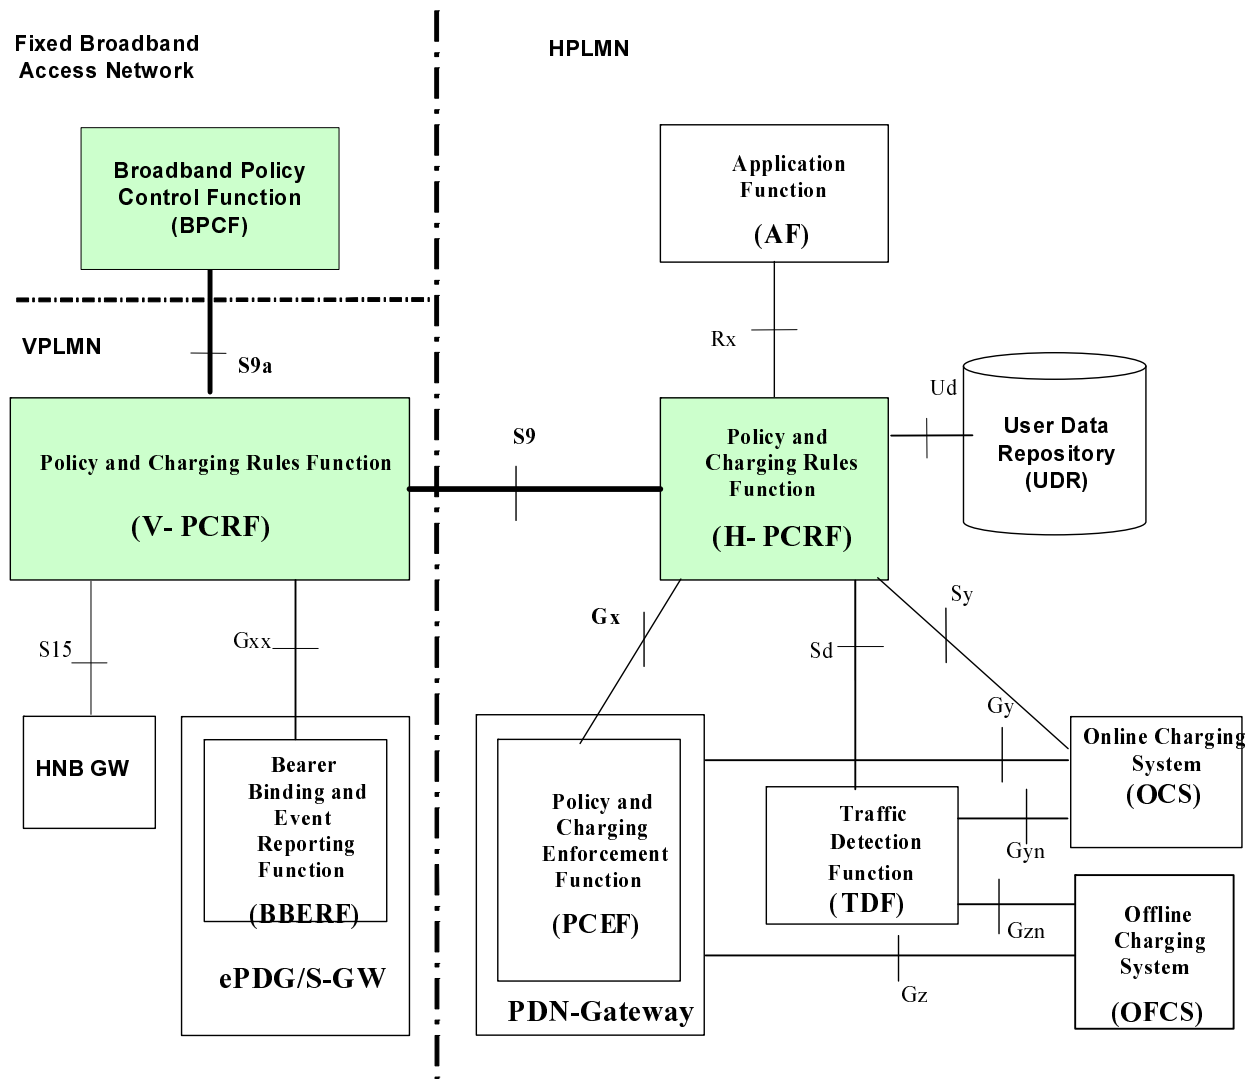 Fixed Broadband
Access Network
HPLMN
Broadband Policy
Control Function
(BPCF)
Application
Function
(AF)
VPLMN
S9a
Rx
Ud
User Data
Repository
(UDR)
Policy and Charging Rules Function
(V- PCRF)
S9
Policy and
Charging Rules
Function
(H- PCRF)
S15
Gxx
Gx
Sd
Sy
Gy
HNB GW
Bearer
Binding and
Event
Reporting
Function
(BBERF)
ePDG/S-GW
Policy and
Charging
Enforcement
Function
(PCEF)
PDN-Gateway
Traffic
Detection
Function
(TDF)
Online Charging
System
(OCS)
Gyn
Gzn
Gz
Offline
Charging
System
(OFCS)